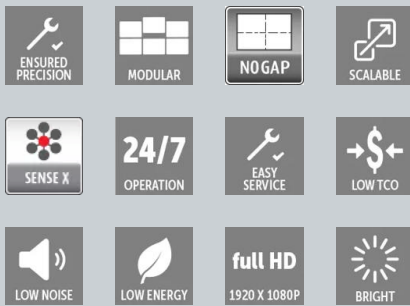 ENSURED
PRECISION
MODULAR
NO GAP
SCALABLE
SENSE X
24/7
OPERATION
EASY
SERVICE
$
LOW TCO
LOW NOISE
LOW ENERGY
full HD
1920 X 1080P
BRIGHT